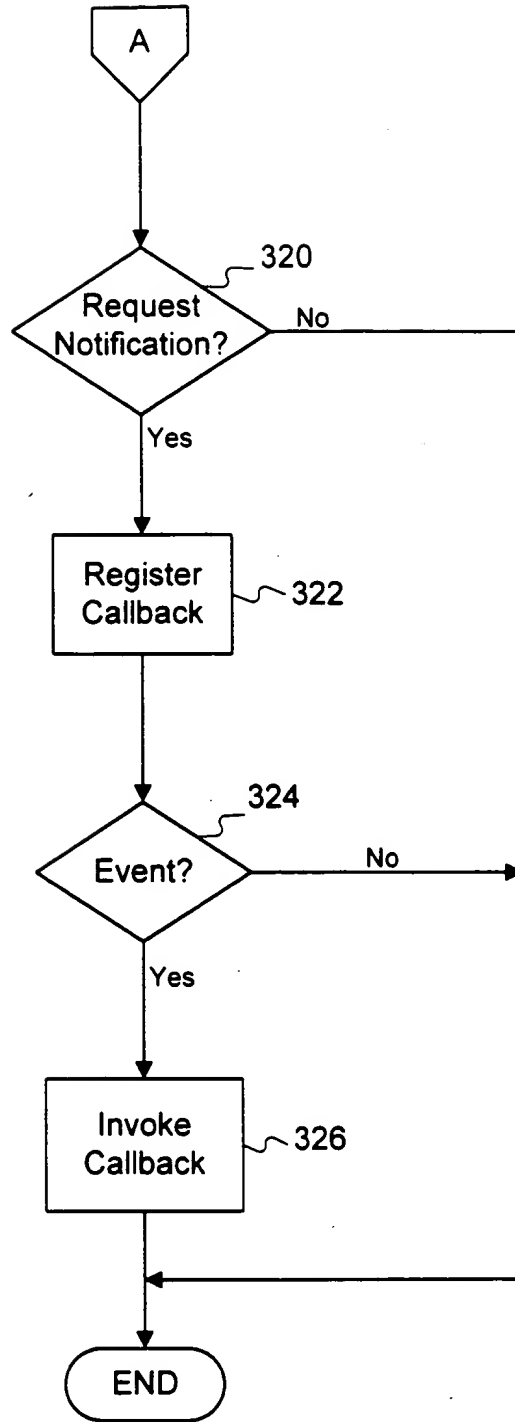 A
320
Request
Notification?
No
Yes
Register
Callback
322
324
Event?
No
Yes
Invoke
Callback
326
END